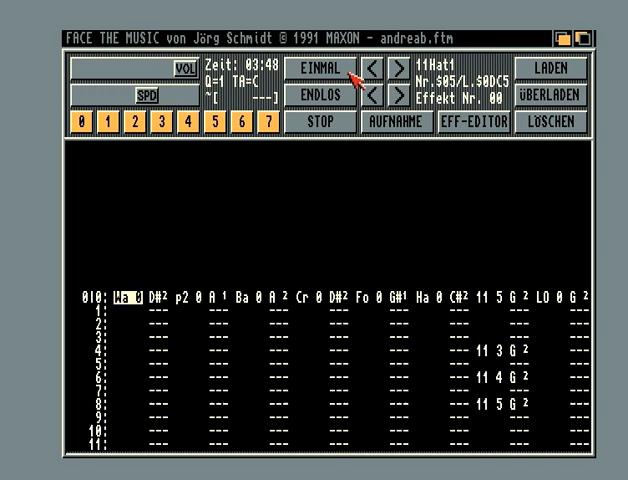 FACE THE MUSIC von Jörg Schmidt © 1991 MAXON - andreab.ftm
VOL Zeit: 03:48 EINMAL < > 11Hat1 LADEN
Q=1 TA=C Nr.$05/L.$0DC5
SPD ~[ ---] ENDLOS < > Effekt Nr. 00 üBERLADEN
0 1 2 3 4 5 6 7 STOP AUFNAHME EFF-EDITOR LöSCHEN
0|0: Wa 0 D#2 p2 0 A 1 Ba 0 A 2 Cr 0 D#2 Fo 0 G#1 Ha 0 C#2 11 5 G 2 LO 0 G 2
1: --- --- --- --- --- --- --- ---
2: --- --- --- --- --- --- --- ---
3: --- --- --- --- --- --- --- ---
4: --- --- --- --- --- --- 11 3 G 2 ---
5: --- --- --- --- --- --- --- ---
6: --- --- --- --- --- --- 11 4 G 2 ---
7: --- --- --- --- --- --- --- ---
8: --- --- --- --- --- --- 11 5 G 2 ---
9: --- --- --- --- --- --- --- ---
10: --- --- --- --- --- --- --- ---
11: --- --- --- --- --- --- --- ---